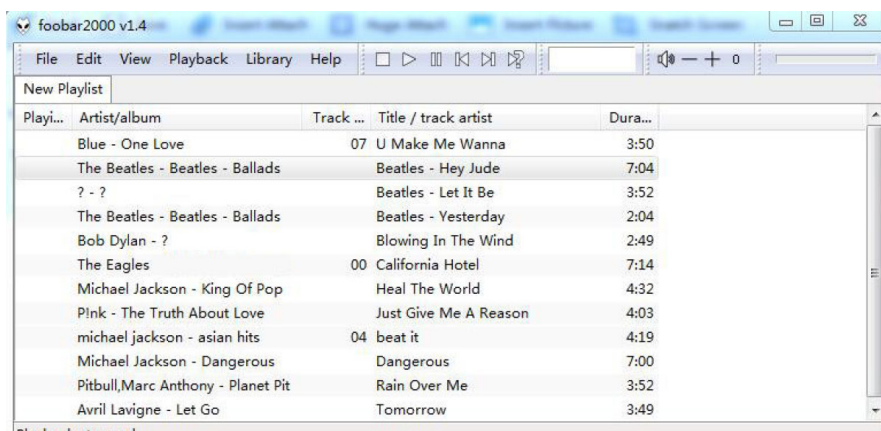 foobar2000 v1.4
File Edit View Playback Library Help 0
New Playlist
Playi... Artist/album Track ... Title / track artist Dura...
Blue - One Love 07 U Make Me Wanna 3:50
The Beatles - Beatles - Ballads Beatles - Hey Jude 7:04
? - ? Beatles - Let It Be 3:52
The Beatles - Beatles - Ballads Beatles - Yesterday 2:04
Bob Dylan - ? Blowing In The Wind 2:49
The Eagles 00 California Hotel 7:14
Michael Jackson - King Of Pop Heal The World 4:32
P!nk - The Truth About Love Just Give Me A Reason 4:03
michael jackson - asian hits 04 beat it 4:19
Michael Jackson - Dangerous Dangerous 7:00
Pitbull,Marc Anthony - Planet Pit Rain Over Me 3:52
Avril Lavigne - Let Go Tomorrow 3:49